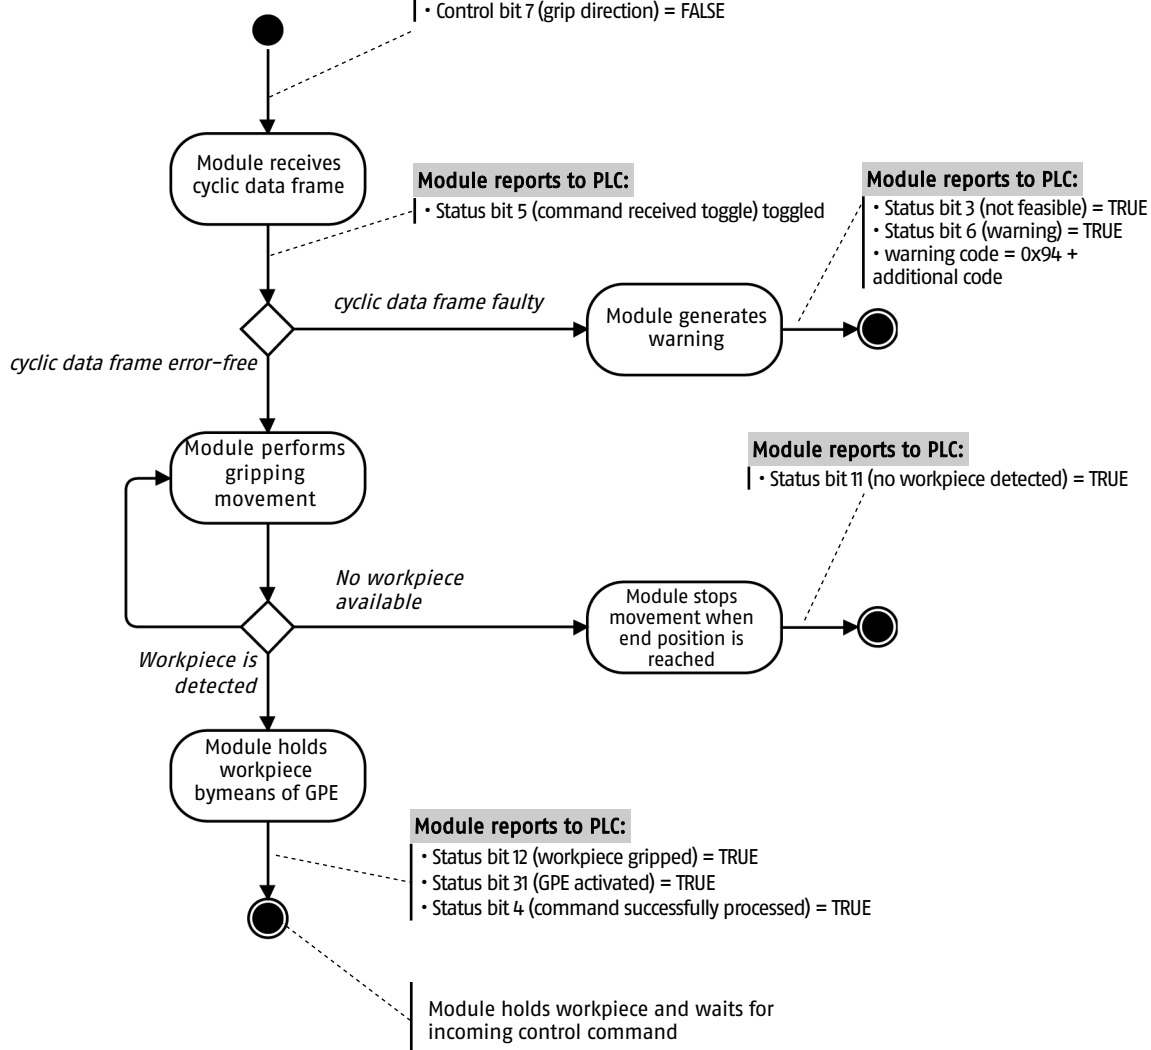 • Control bit 7 (grip direction) = FALSE
Module receives
cyclic data frame
Module reports to PLC:
• Status bit 5 (command received toggle) toggled
Module reports to PLC:
• Status bit 3 (not feasible) = TRUE
• Status bit 6 (warning) = TRUE
• warning code = 0x94 +
additional code
cyclic data frame faulty
Module generates
warning
cyclic data frame error-free
Module performs
gripping
movement
Module reports to PLC:
• Status bit 11 (no workpiece detected) = TRUE
No workpiece
available
Module stops
movement when
end position is
reached
Workpiece is
detected
Module holds
workpiece
bymeans of GPE
Module reports to PLC:
• Status bit 12 (workpiece gripped) = TRUE
• Status bit 31 (GPE activated) = TRUE
• Status bit 4 (command successfully processed) = TRUE
Module holds workpiece and waits for
incoming control command